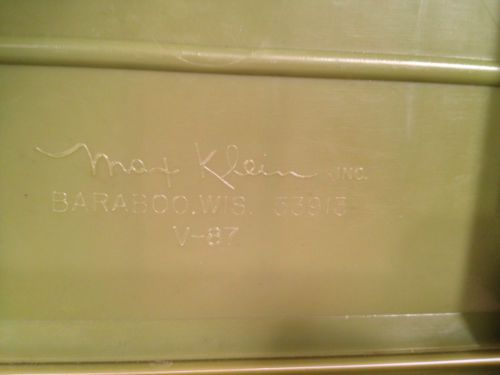 Max Klein INC.
BARABOO, WIS. 53913
V-87